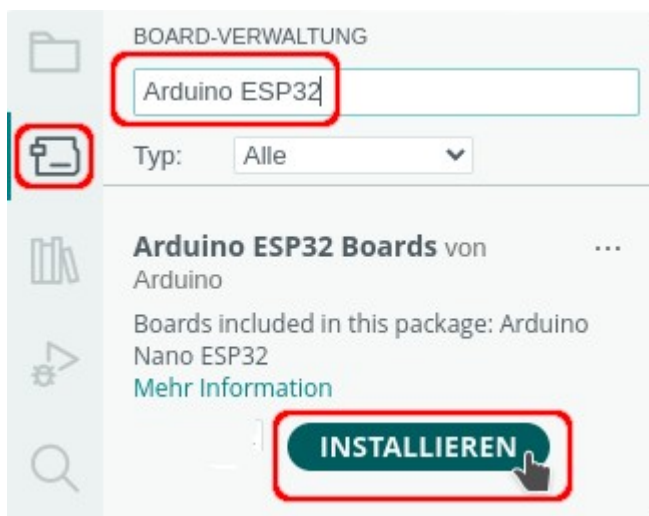 BOARD-VERWALTUNG
Arduino ESP32
Typ: Alle
Arduino ESP32 Boards von
Arduino
Boards included in this package: Arduino
Nano ESP32
Mehr Information
INSTALLIEREN